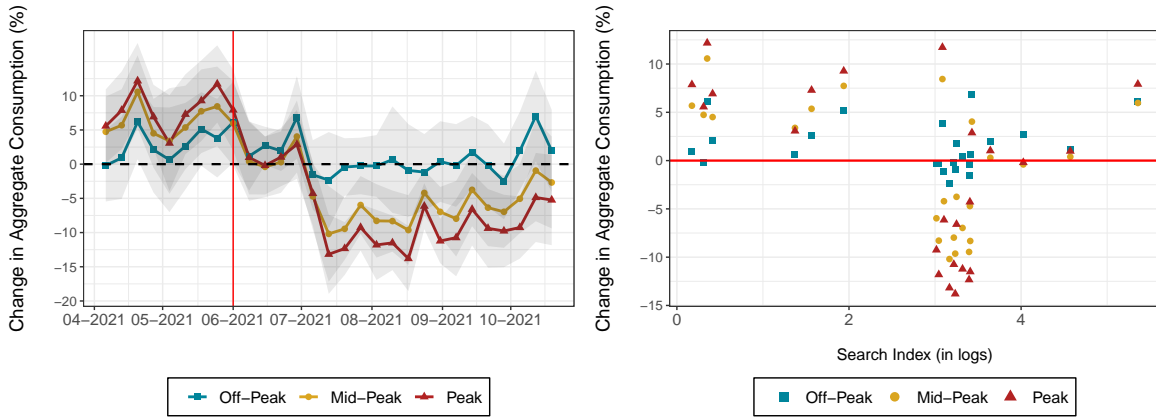 Change in Aggregate Consumption (%)
10
5
0
−5
−10
−15
−20
04−2021 05−2021 06−2021 07−2021 08−2021 09−2021 10−2021
Off−Peak Mid−Peak Peak
Change in Aggregate Consumption (%)
10
5
0
−5
−10
−15
0 2 4
Search Index (in logs)
Off−Peak Mid−Peak Peak